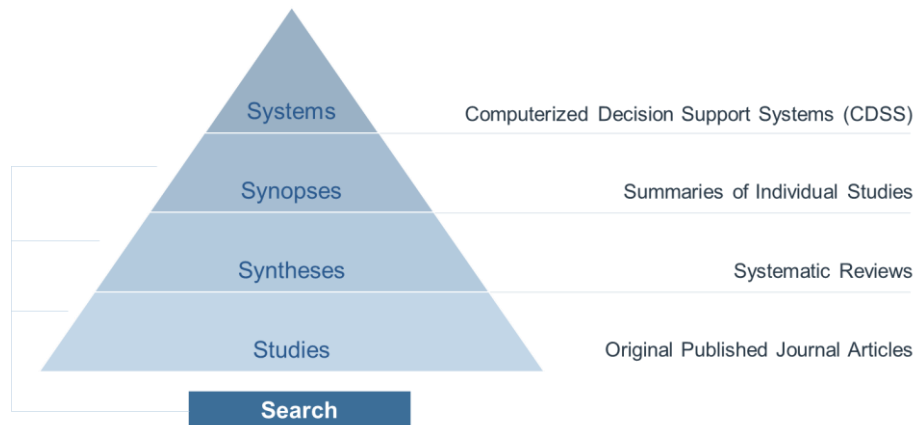 Systems
Computerized Decision Support Systems (CDSS)
Synopses
Summaries of Individual Studies
Syntheses
Systematic Reviews
Studies
Original Published Journal Articles
Search